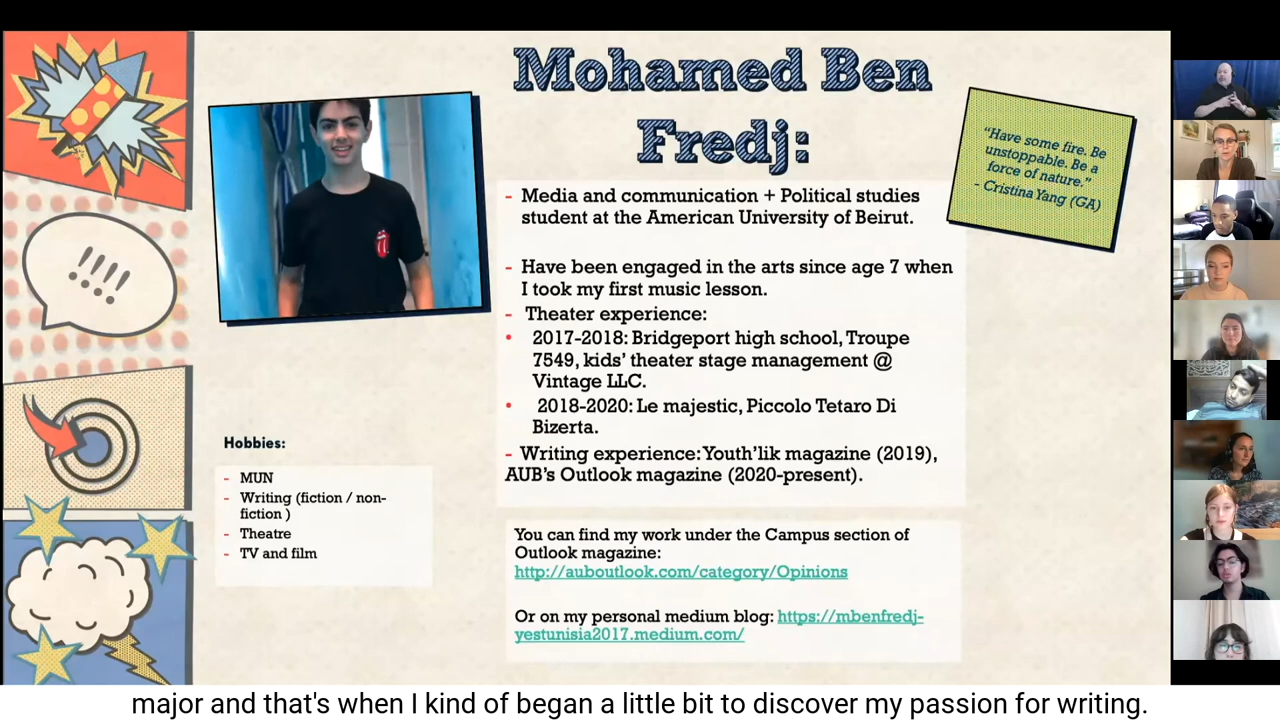 Mohamed Ben
Fredj:
“Have some fire. Be
unstoppable. Be a
force of nature.”
- Cristina Yang (GA)
- Media and communication + Political studies
student at the American University of Beirut.
- Have been engaged in the arts since age 7 when
I took my first music lesson.
- Theater experience:
• 2017-2018: Bridgeport high school, Troupe
7549, kids’ theater stage management @
Vintage LLC.
• 2018-2020: Le majestic, Piccolo Tetaro Di
Bizerta.
- Writing experience: Youth’lik magazine (2019),
AUB’s Outlook magazine (2020-present).
Hobbies:
- MUN
- Writing (fiction / non-
fiction )
- Theatre
- TV and film
You can find my work under the Campus section of
Outlook magazine:
http://auboutlook.com/category/Opinions
Or on my personal medium blog: https://mbenfredj-
yestunisia2017.medium.com/
!!!!
major and that's when I kind of began a little bit to discover my passion for writing.